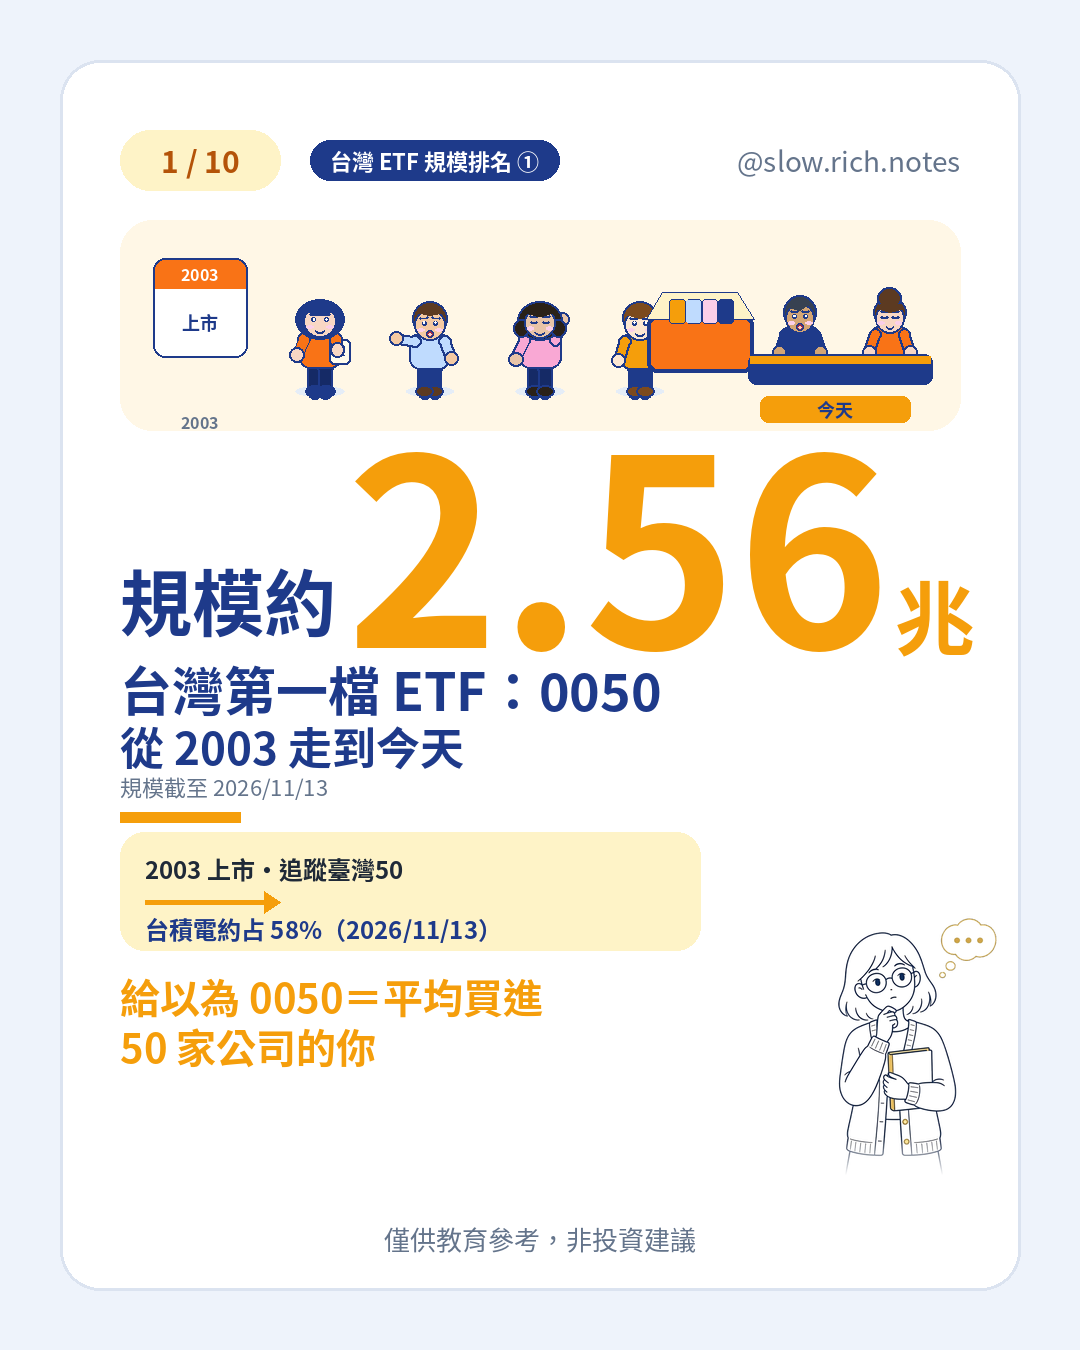 1 / 10
台灣 ETF 規模排名 ①
@slow.rich.notes
2003
上市
2003
今天
規模約 2.56 兆
台灣第一檔 ETF：0050
從 2003 走到今天
規模截至 2026/11/13
2003 上市・追蹤臺灣50
台積電約占 58%（2026/11/13）
給以為 0050＝平均買進
50 家公司的你
僅供教育參考，非投資建議